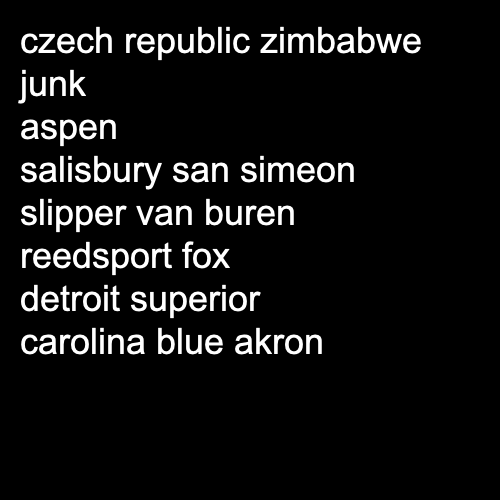 czech republic zimbabwe
junk
aspen
salisbury san simeon
slipper van buren
reedsport fox
detroit superior
carolina blue akron